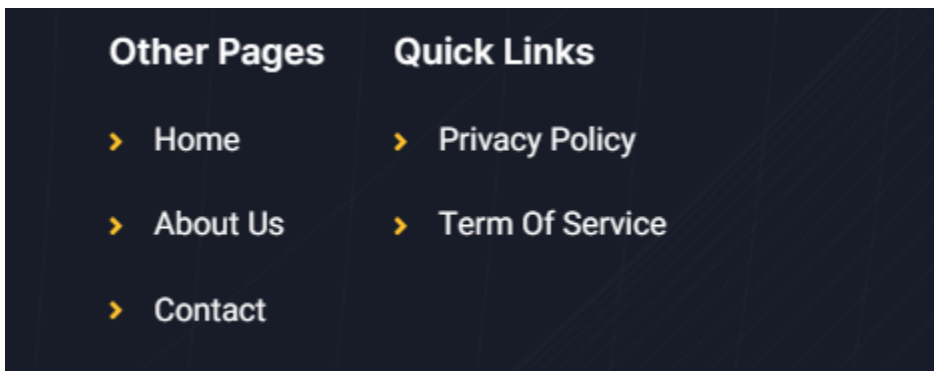 Other Pages
Home
About Us
Contact
Quick Links
Privacy Policy
Term Of Service